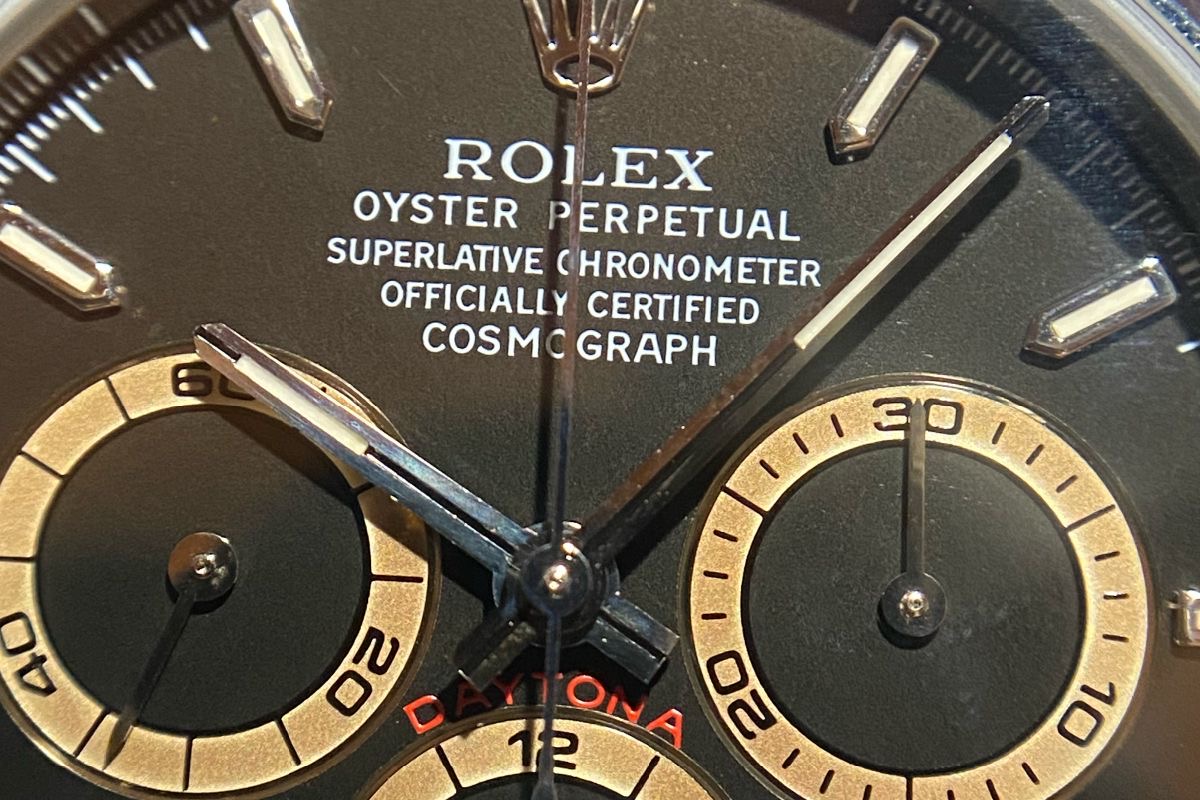 ROLEX
OYSTER PERPETUAL
SUPERLATIVE CHRONOMETER
OFFICIALLY CERTIFIED
COSMOGRAPH
60
30
40
20
20
10
DAYTONA
12